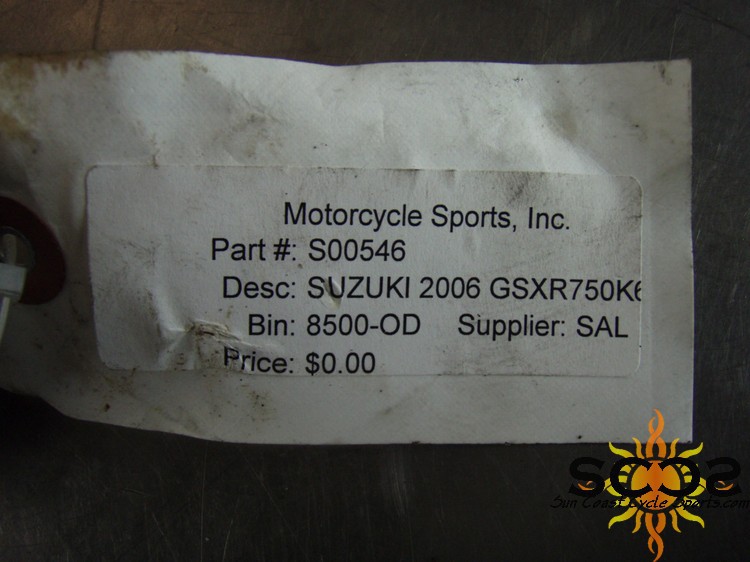 Motorcycle Sports, Inc.
Part #: S00546
Desc: SUZUKI 2006 GSXR750K6
Bin: 8500-OD Supplier: SAL
Price: $0.00
SCCS
Sun Coast Cycle Sports.com